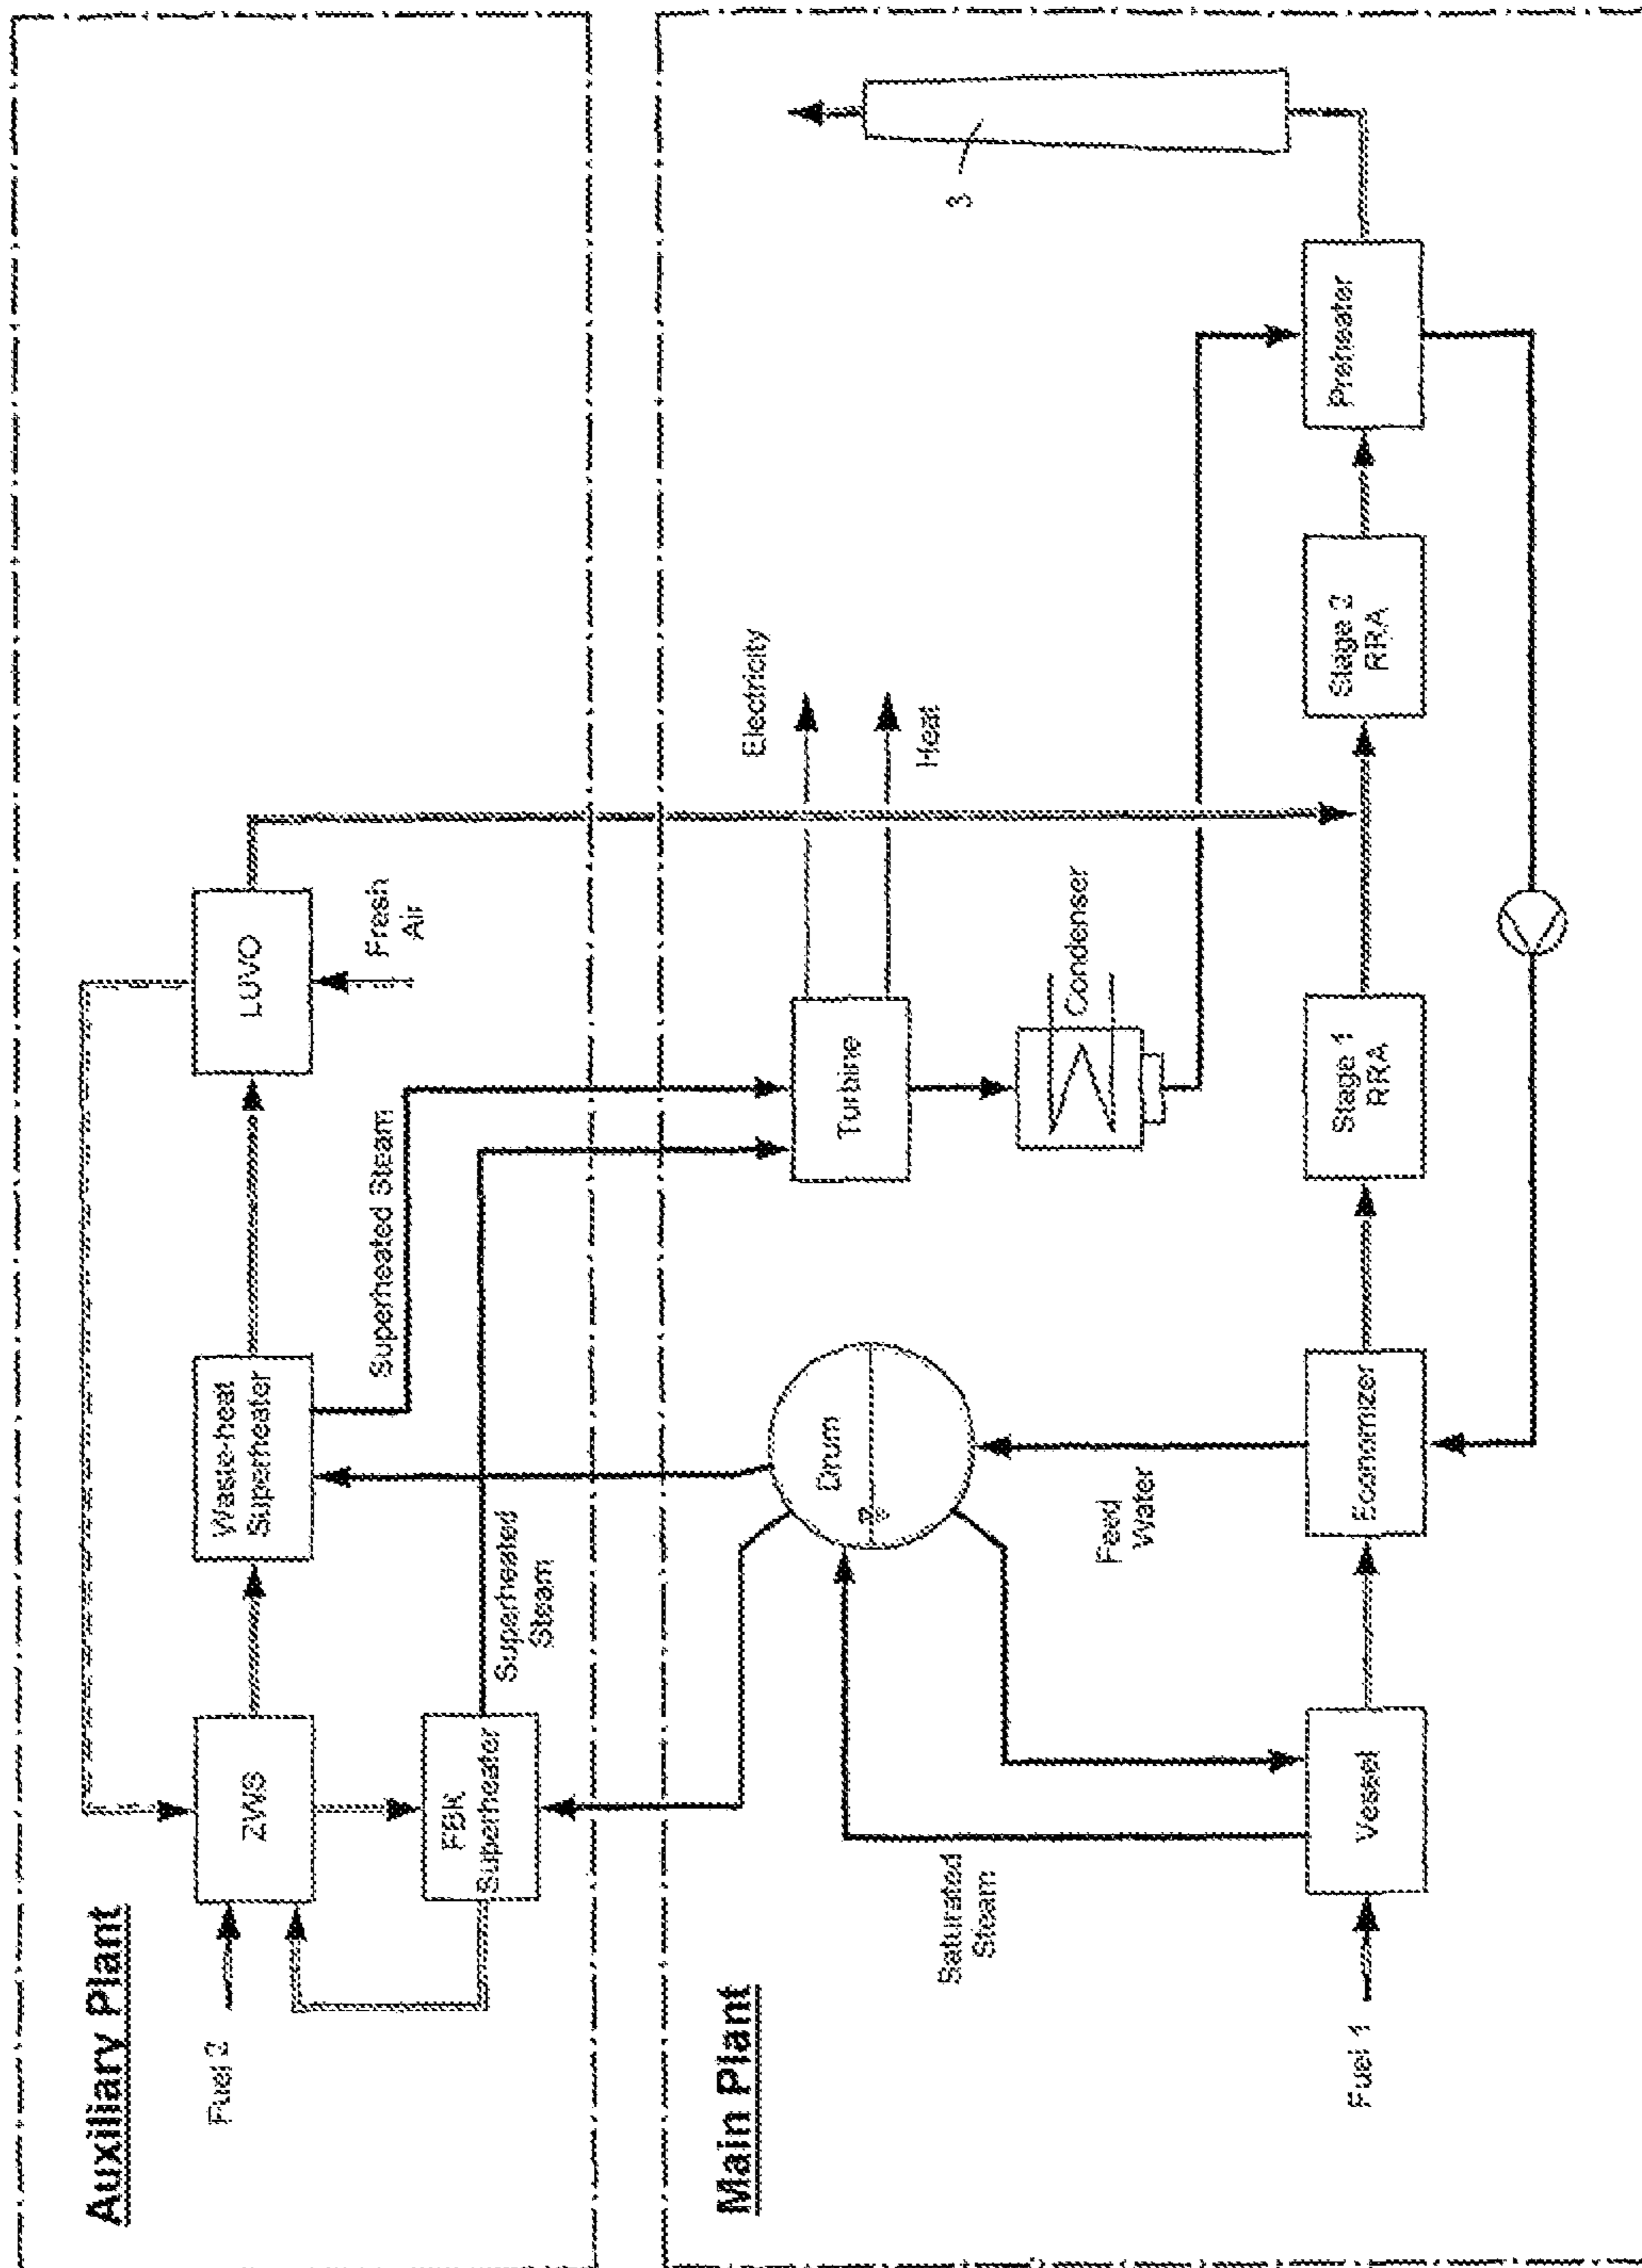 Auxiliary Plant
Fuel 2
ZWS
Waste-heat
Superheater
LUVO
Fresh
Air
FBK
Superheater
Superheated Steam
Superheated
Steam
Main Plant
Electricity
Heat
Turbine
Condenser
Drum
Saturated
Steam
Feed
Water
3
Fuel 1
Vessel
Economizer
Stage 1
RRA
Stage 2
RRA
Preheater